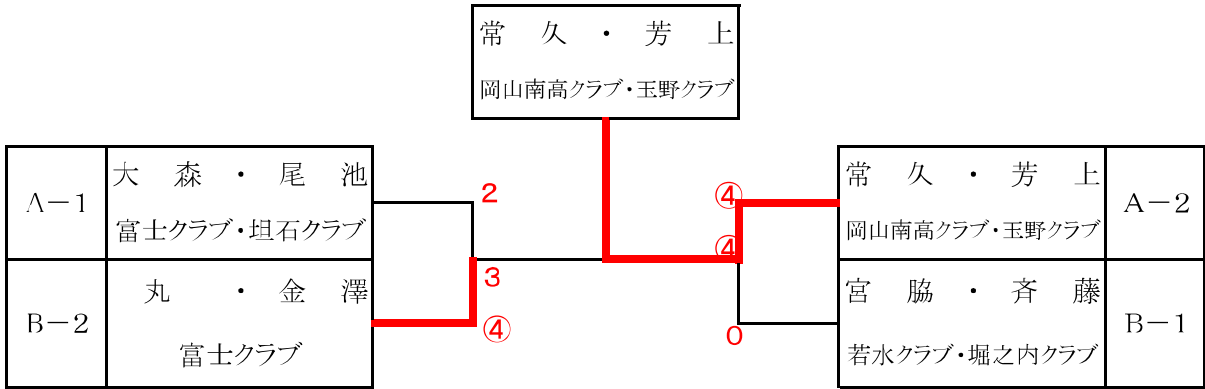 常久・芳上
岡山南高クラブ・玉野クラブ
A-1
大森・尾池
富士クラブ・坦石クラブ
2
④
常久・芳上
岡山南高クラブ・玉野クラブ
A-2
④
B-2
丸・金澤
富士クラブ
3
④
0
宮脇・斉藤
若水クラブ・堀之内クラブ
B-1